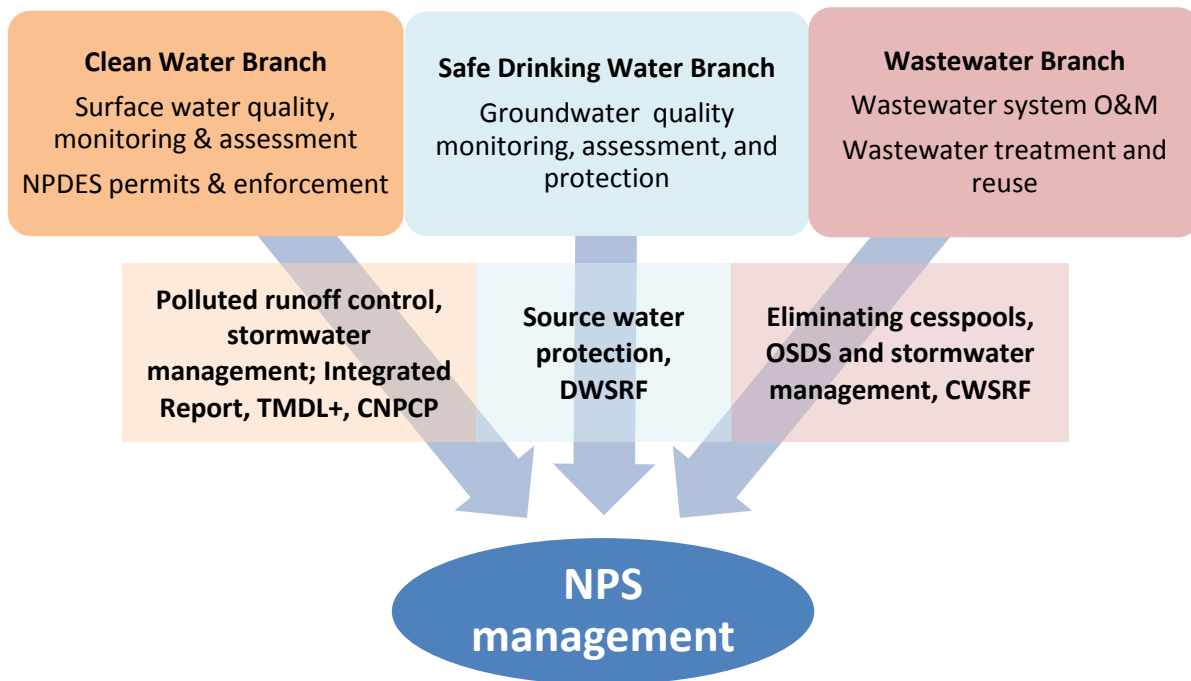 Clean Water Branch
Surface water quality,
monitoring & assessment
NPDES permits & enforcement
Safe Drinking Water Branch
Groundwater quality
monitoring, assessment, and
protection
Wastewater Branch
Wastewater system O&M
Wastewater treatment and
reuse
Polluted runoff control,
stormwater
management; Integrated
Report, TMDL+, CNPCP
Source water
protection,
DWSRF
Eliminating cesspools,
OSDS and stormwater
management, CWSRF
NPS
management